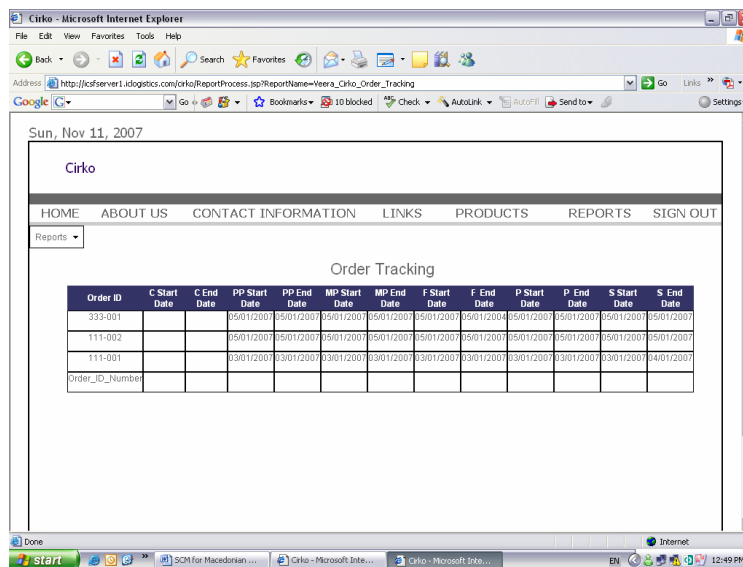 Cirko - Microsoft Internet Explorer
File Edit View Favorites Tools Help
Back Search Favorites
Address http://icsfserver1.iclogistics.com/cirko/ReportProcess.jsp?ReportName=Veera_Cirko_Order_Tracking Go Links »
Google G Go Bookmarks 10 blocked ABC Check AutoLink AutoFill Send to Settings
Sun, Nov 11, 2007
Cirko
HOME ABOUT US CONTACT INFORMATION LINKS PRODUCTS REPORTS SIGN OUT
Reports
Order Tracking
Order ID C Start Date C End Date PP Start Date PP End Date MP Start Date MP End Date F Start Date F End Date P Start Date P End Date S Start Date S End Date
333-001 05/01/2007 05/01/2007 05/01/2007 05/01/2007 05/01/2007 05/01/2004 05/01/2007 05/01/2007 05/01/2007 05/01/2007
111-002 05/01/2007 05/01/2007 05/01/2007 05/01/2007 05/01/2007 05/01/2007 05/01/2007 05/01/2007 05/01/2007 05/01/2007
111-001 03/01/2007 03/01/2007 03/01/2007 03/01/2007 03/01/2007 03/01/2007 03/01/2007 03/01/2007 03/01/2007 04/01/2007
Order_ID_Number
Done Internet
start » SCM for Macedonian ... Cirko - Microsoft Inte... Cirko - Microsoft Inte... EN 12:49 PM